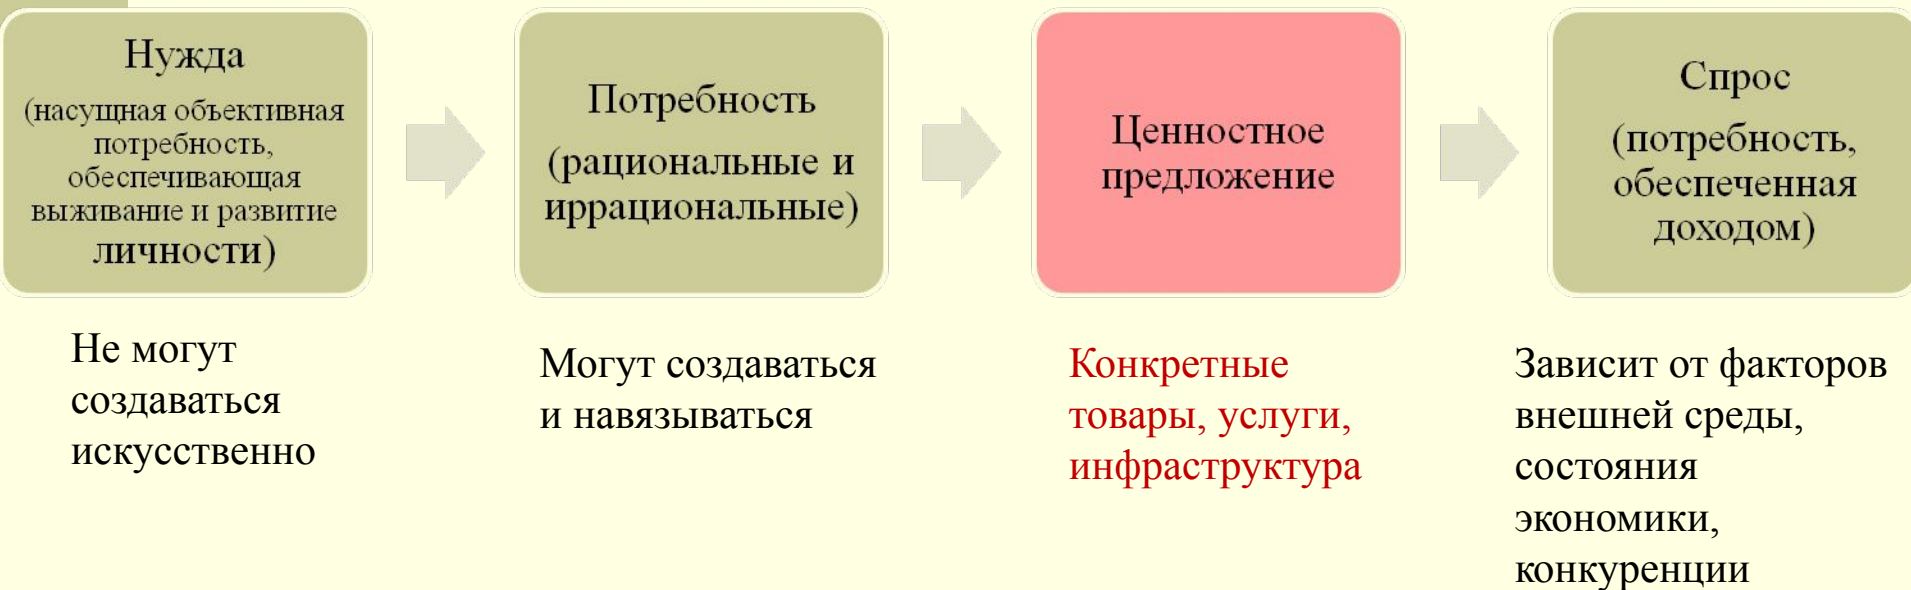 Нужда
(насущная объективная
потребность,
обеспечивающая
выживание и развитие
личности)
Потребность
(рациональные и
иррациональные)
Ценностное
предложение
Спрос
(потребность,
обеспеченная
доходом)
Не могут
создаваться
искусственно
Могут создаваться
и навязываться
Конкретные
товары, услуги,
инфраструктура
Зависит от факторов
внешней среды,
состояния
экономики,
конкуренции